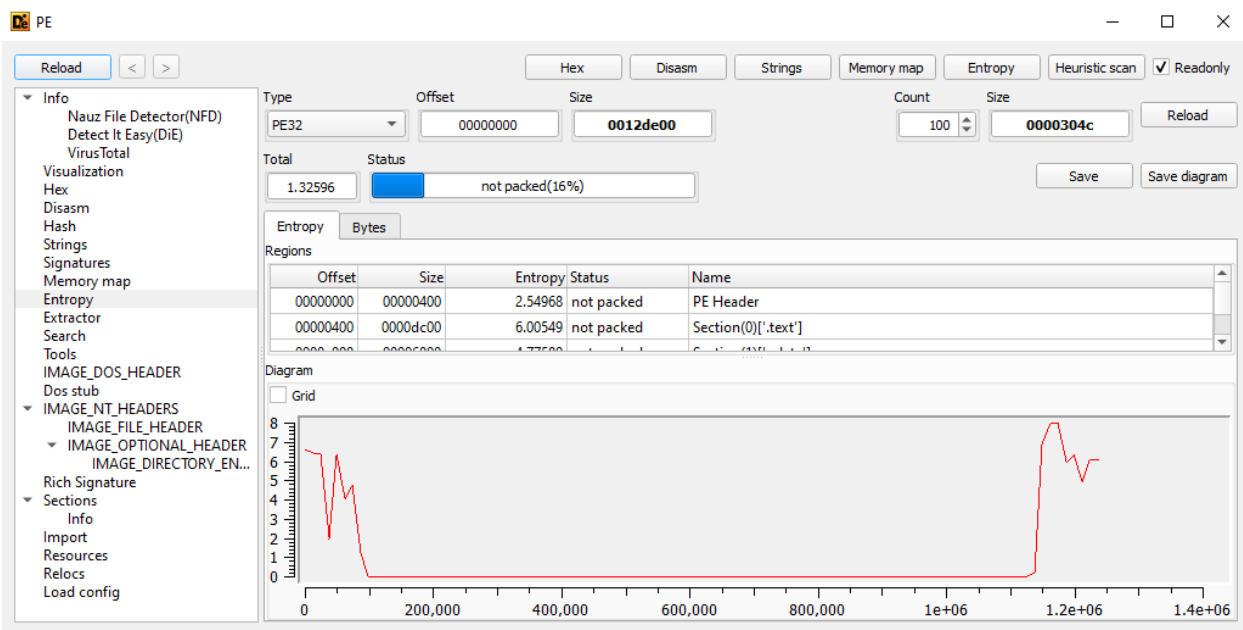 PE
Reload < > Hex Disasm Strings Memory map Entropy Heuristic scan Readonly
Info
Nauz File Detector(NFD)
Detect It Easy(DiE)
VirusTotal
Visualization
Hex
Disasm
Hash
Strings
Signatures
Memory map
Entropy
Extractor
Search
Tools
IMAGE_DOS_HEADER
Dos stub
IMAGE_NT_HEADERS
IMAGE_FILE_HEADER
IMAGE_OPTIONAL_HEADER
IMAGE_DIRECTORY_EN...
Rich Signature
Sections
Info
Import
Resources
Relocs
Load config
Type Offset Size Count Size
PE32 00000000 0012de00 100 0000304c Reload
Total Status
1.32596 not packed(16%) Save Save diagram
Entropy Bytes
Regions
Offset Size Entropy Status Name
00000000 00000400 2.54968 not packed PE Header
00000400 0000dc00 6.00549 not packed Section(0)['.text']
Diagram
Grid
8
7
6
5
4
3
2
1
0
0 200,000 400,000 600,000 800,000 1e+06 1.2e+06 1.4e+06